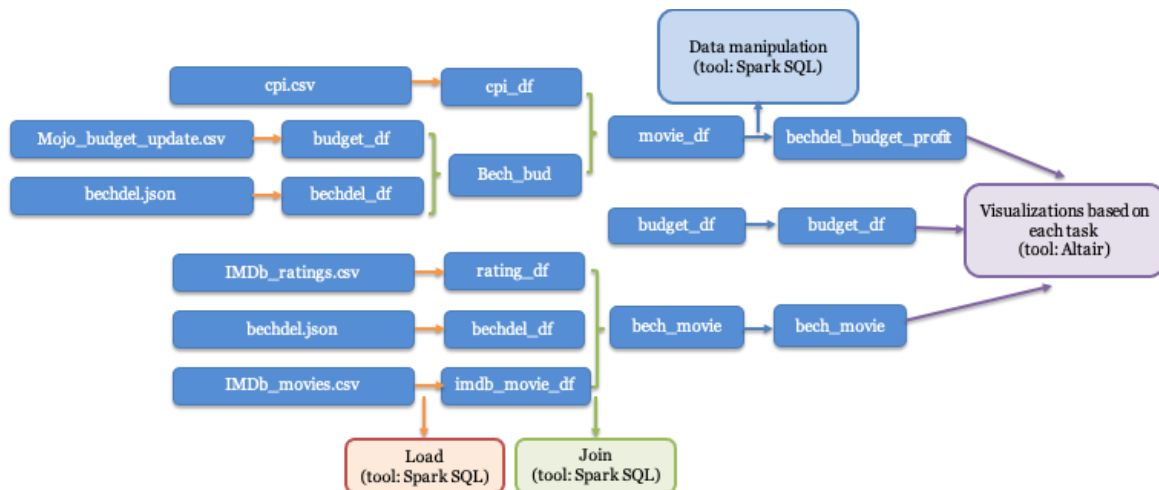 Data manipulation
(tool: Spark SQL)
cpi.csv
cpi_df
Mojo_budget_update.csv
budget_df
movie_df
bechdel_budget_profit
Bech_bud
bechdel.json
bechdel_df
Visualizations based on
each task
(tool: Altair)
budget_df
budget_df
IMDb_ratings.csv
rating_df
bechdel.json
bechdel_df
bech_movie
bech_movie
IMDb_movies.csv
imdb_movie_df
Load
(tool: Spark SQL)
Join
(tool: Spark SQL)